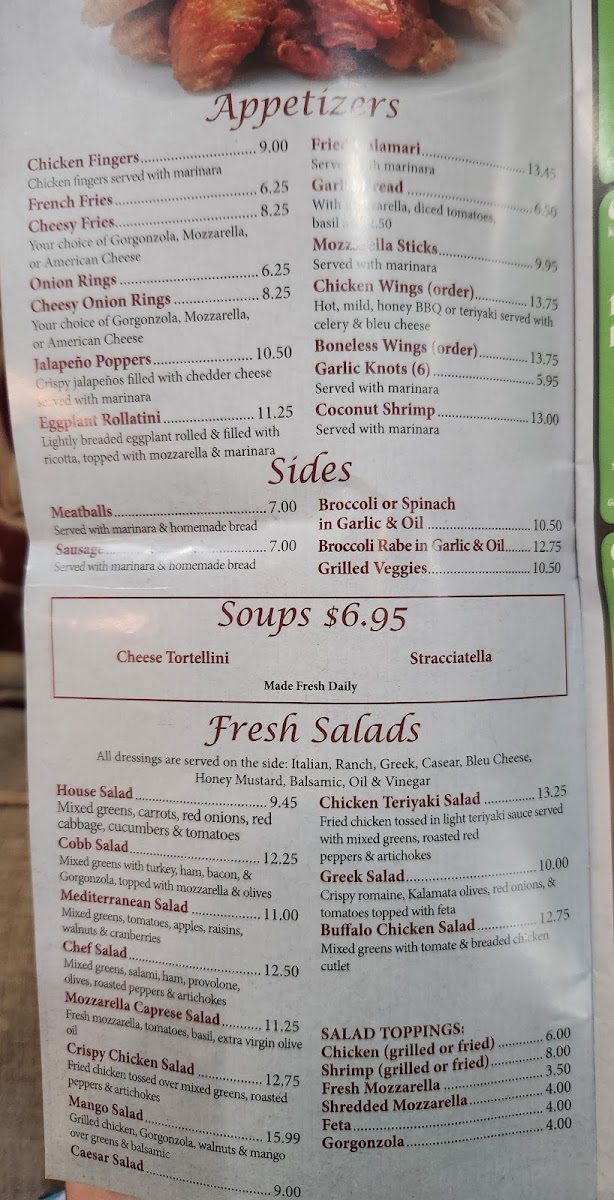 Appetizers
Chicken Fingers..............................9.00
Chicken fingers served with marinara
French Fries....................................6.25
Cheesy Fries...................................8.25
Your choice of Gorgonzola, Mozzarella,
or American Cheese
Onion Rings ..................................6.25
Cheesy Onion Rings .....................8.25
Your choice of Gorgonzola, Mozzarella,
or American Cheese
Jalapeño Poppers.........................10.50
Crispy jalapeños filled with chedder cheese
served with marinara
Eggplant Rollatini.......................11.25
Lightly breaded eggplant rolled & filled with
ricotta, topped with mozzarella & marinara
Fried Calamari..........................13.45
Served with marinara
Garlic Bread..............................6.50
With mozzarella, diced tomatoes,
basil
Mozzarella Sticks.......................9.95
Served with marinara
Chicken Wings (order)................13.75
Hot, mild, honey BBQ or teriyaki served with
celery & bleu cheese
Boneless Wings (order)................13.75
Garlic Knots (6)..........................5.95
Served with marinara
Coconut Shrimp.........................13.00
Served with marinara
Sides
Meatballs.......................................7.00
Served with marinara & homemade bread
Sausage.........................................7.00
Served with marinara & homemade bread
Broccoli or Spinach
in Garlic & Oil ..........................10.50
Broccoli Rabe in Garlic & Oil.......12.75
Grilled Veggies...........................10.50
Soups $6.95
Cheese Tortellini
Stracciatella
Made Fresh Daily
Fresh Salads
All dressings are served on the side: Italian, Ranch, Greek, Casear, Bleu Cheese,
Honey Mustard, Balsamic, Oil & Vinegar
House Salad.................................9.45
Mixed greens, carrots, red onions, red
cabbage, cucumbers & tomatoes
Cobb Salad.................................12.25
Mixed greens with turkey, ham, bacon, &
Gorgonzola, topped with mozzarella & olives
Mediterranean Salad ..................11.00
Mixed greens, tomatoes, apples, raisins,
walnuts & cranberries
Chef Salad..................................12.50
Mixed greens, salami, ham, provolone,
olives, roasted peppers & artichokes
Mozzarella Caprese Salad...........11.25
Fresh mozzarella, tomatoes, basil, extra virgin olive
oil
Crispy Chicken Salad .................12.75
Fried chicken tossed over mixed greens, roasted
peppers & artichokes
Mango Salad..............................15.99
Grilled chicken, Gorgonzola, walnuts & mango
over greens & balsamic
Caesar Salad................................9.00
Chicken Teriyaki Salad ..............13.25
Fried chicken tossed in light teriyaki sauce served
with mixed greens, roasted red
peppers & artichokes
Greek Salad................................10.00
Crispy romaine, Kalamata olives, red onions, &
tomatoes topped with feta
Buffalo Chicken Salad................12.75
Mixed greens with tomate & breaded chicken
cutlet
SALAD TOPPINGS:
Chicken (grilled or fried) ............6.00
Shrimp (grilled or fried)..............8.00
Fresh Mozzarella .......................3.50
Shredded Mozzarella..................4.00
Feta...........................................4.00
Gorgonzola................................4.00